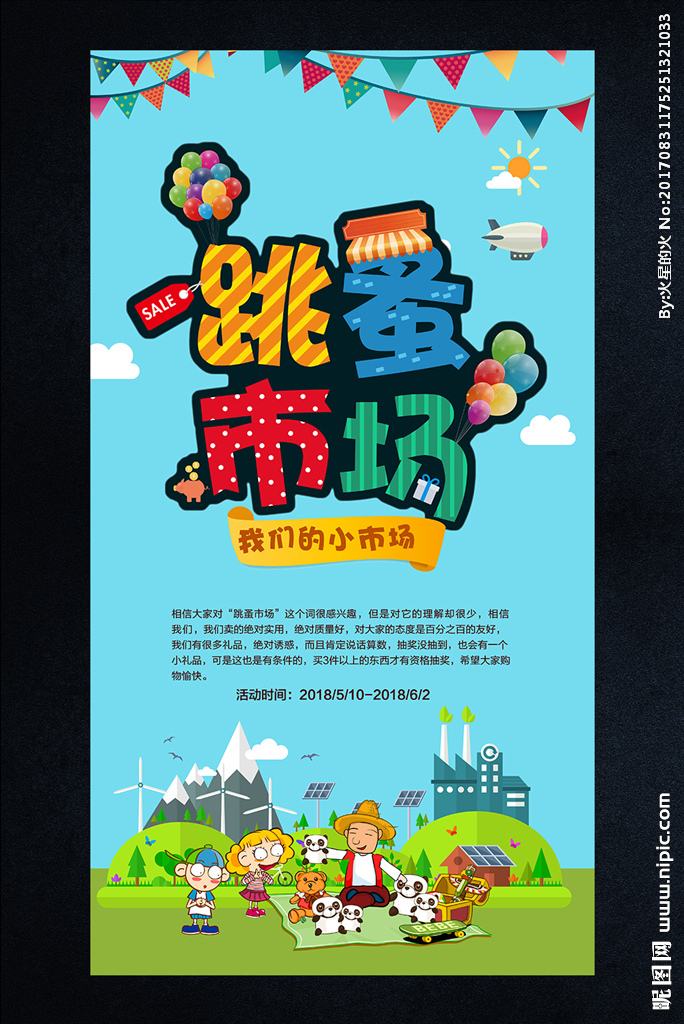 跳蚤
SALE
市场
我们的小市场
相信大家对“跳蚤市场”这个词很感兴趣，但是对它的理解却很少，相信
我们，我们卖的绝对实用，绝对质量好，对大家的态度是百分之百的友好，
我们有很多礼品，绝对诱惑，而且肯定说话算数，抽奖没抽到，也会有一个
小礼品，可是这也是有条件的，买3件以上的东西才有资格抽奖，希望大家购
物愉快。
活动时间：2018/5/10-2018/6/2
BEBE
By:火星的火 No:20170831175251321033
昵图网 www.nipic.com